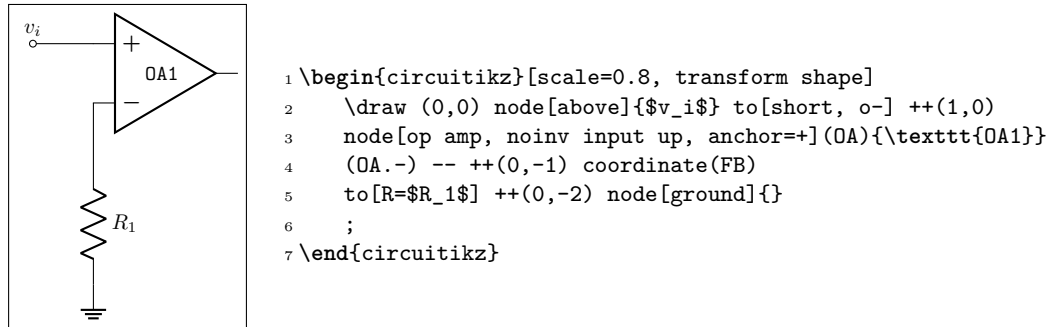 v_i
+
OA1
−
R_1
1 \begin{circuitikz}[scale=0.8, transform shape]
2     \draw (0,0) node[above]{$v_i$} to[short, o-] ++(1,0)
3     node[op amp, noinv input up, anchor=+](OA){\texttt{OA1}}
4     (OA.-) -- ++(0,-1) coordinate(FB)
5     to[R=$R_1$] ++(0,-2) node[ground]{}
6     ;
7 \end{circuitikz}